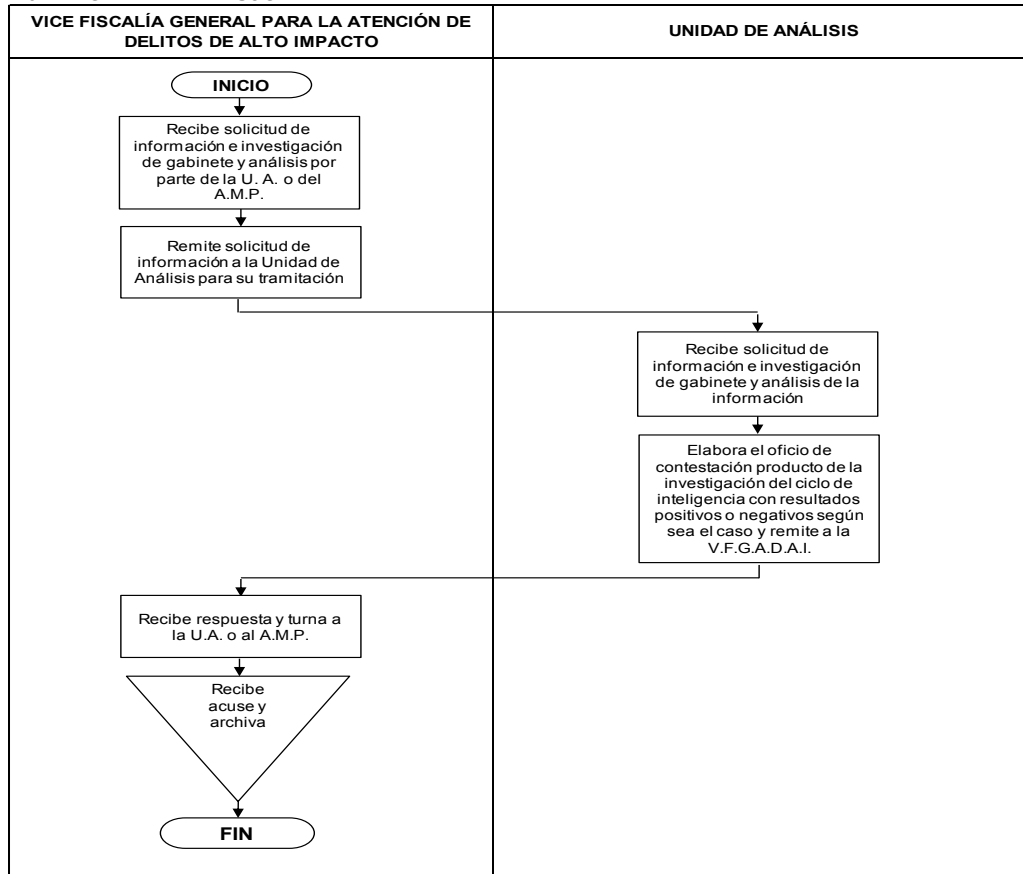 VICE FISCALÍA GENERAL PARA LA ATENCIÓN DE
DELITOS DE ALTO IMPACTO
UNIDAD DE ANÁLISIS
INICIO
Recibe solicitud de
información e investigación
de gabinete y análisis por
parte de la U. A. o del
A.M.P.
Remite solicitud de
información a la Unidad de
Análisis para su tramitación
Recibe solicitud de
información e investigación
de gabinete y análisis de la
información
Elabora el oficio de
contestación producto de la
investigación del ciclo de
inteligencia con resultados
positivos o negativos según
sea el caso y remite a la
V.F.G.A.D.A.I.
Recibe respuesta y turna a
la U.A. o al A.M.P.
Recibe
acuse y
archiva
FIN